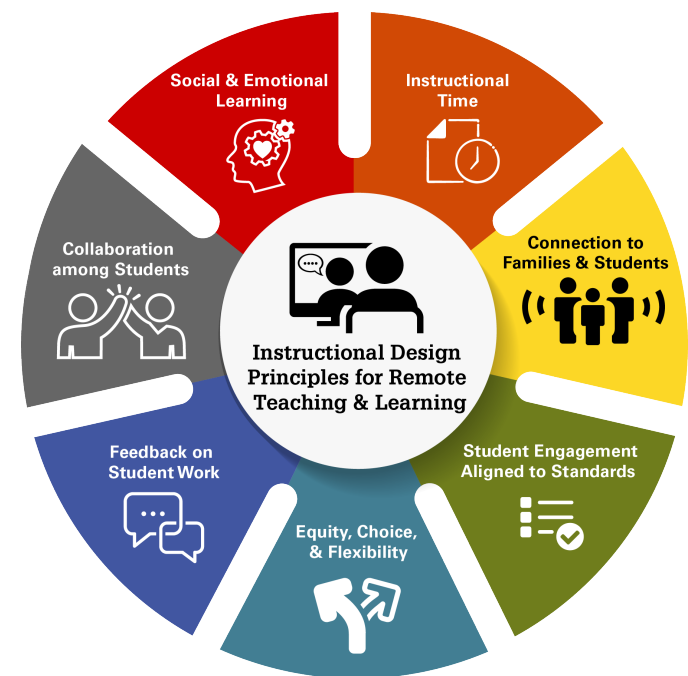 Social & Emotional
Learning
Instructional
Time
Connection to
Families & Students
Student Engagement
Aligned to Standards
Equity, Choice,
& Flexibility
Feedback on
Student Work
Collaboration
among Students
Instructional Design
Principles for Remote
Teaching & Learning